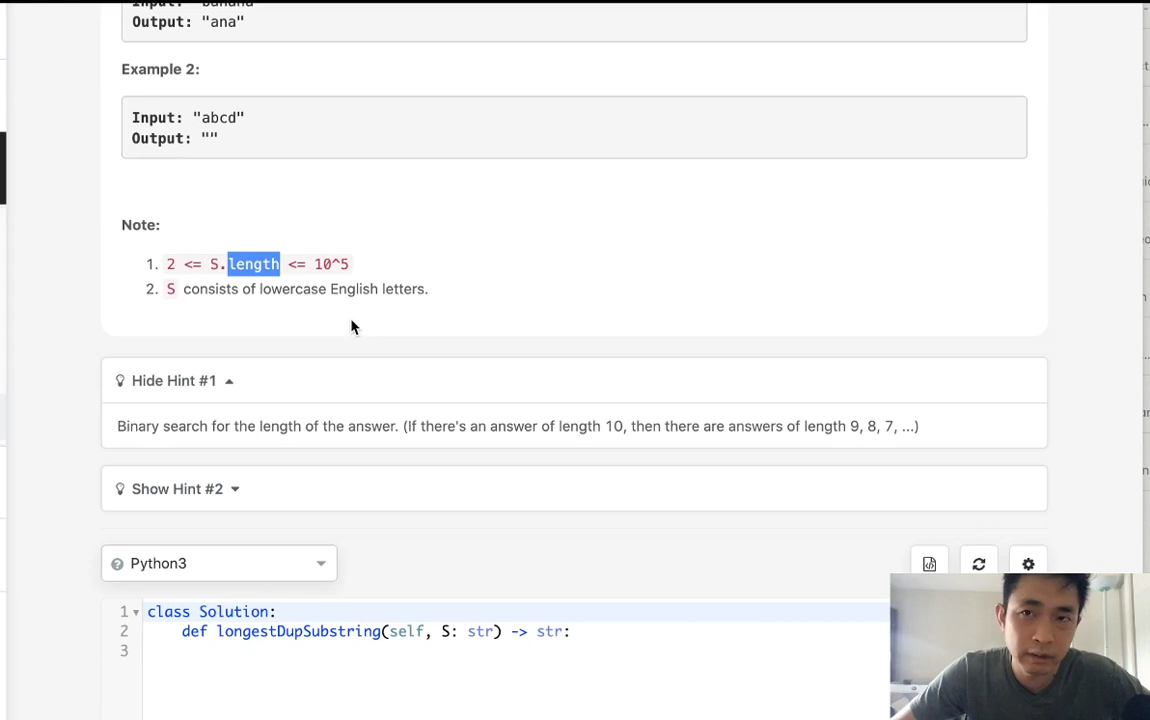 Input: "banana"
Output: "ana"
Example 2:
Input: "abcd"
Output: ""
Note:
1. 2 <= S.length <= 10^5
2. S consists of lowercase English letters.
Hide Hint #1
Binary search for the length of the answer. (If there's an answer of length 10, then there are answers of length 9, 8, 7, ...)
Show Hint #2
Python3
1 class Solution:
2 def longestDupSubstring(self, S: str) -> str:
3